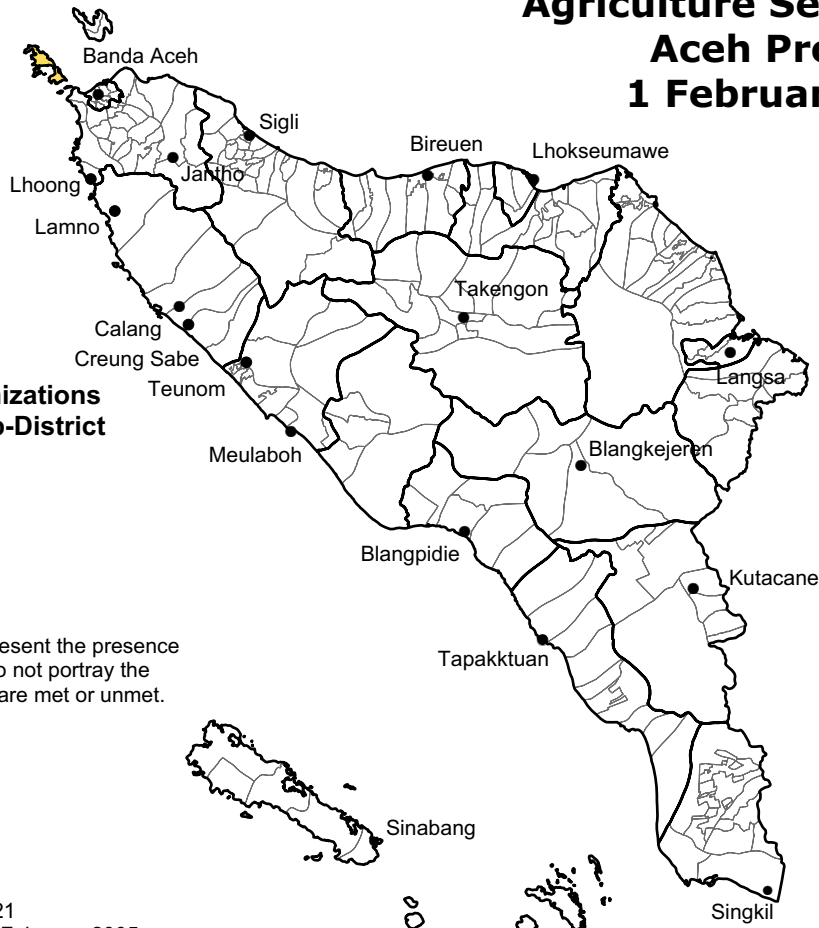 Agriculture Se
Aceh Pro
1 Februar
Banda Aceh
Sigli
Bireuen
Lhokseumawe
Jantho
Lhoong
Lamno
Takengon
Calang
Creung Sabe
Teunom
Langsa
nizations
o-District
Meulaboh
Blangkejeren
Blangpidie
Kutacane
esent the presence
o not portray the
are met or unmet.
Tapakktuan
Sinabang
21
Singkil